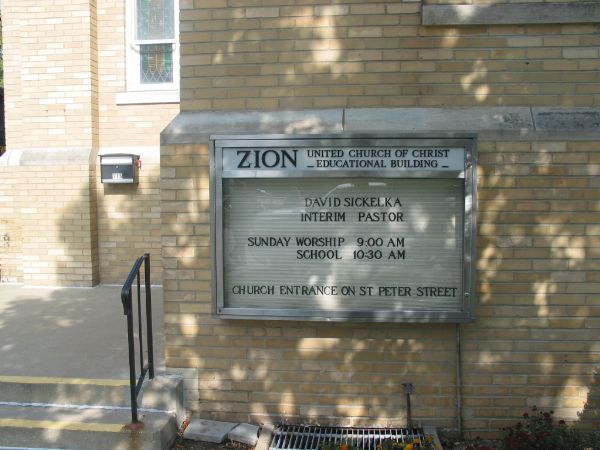 ZION UNITED CHURCH OF CHRIST
_ EDUCATIONAL BUILDING _
DAVID SICKELKA
INTERIM PASTOR
SUNDAY WORSHIP 9:00 AM
SCHOOL 10:30 AM
CHURCH ENTRANCE ON ST PETER STREET